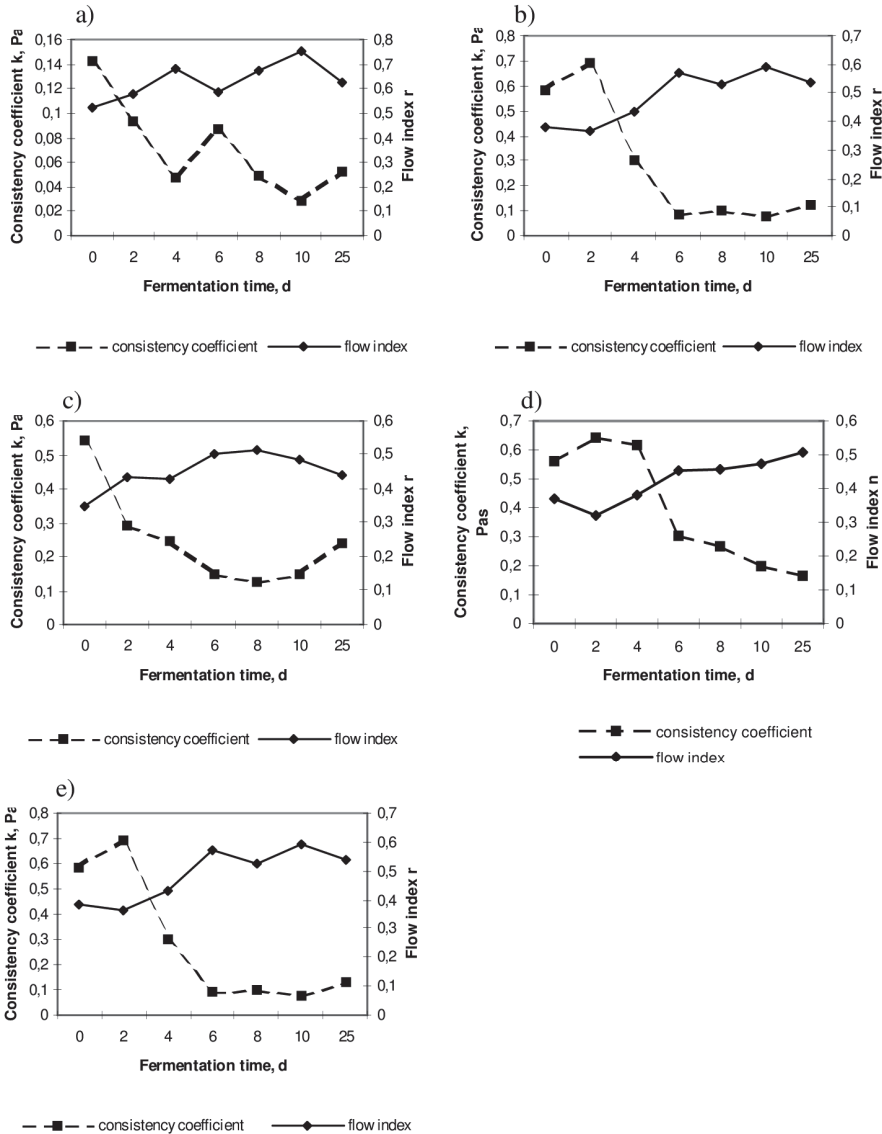 a)
Consistency coefficient k, Pa
0,16
0,14
0,12
0,1
0,08
0,06
0,04
0,02
0
0,8
0,7
0,6
0,5
0,4
0,3
0,2
0,1
0
Flow index r
0 2 4 6 8 10 25
Fermentation time, d
consistency coefficient flow index
b)
Consistency coefficient k, Pa
0,8
0,7
0,6
0,5
0,4
0,3
0,2
0,1
0
0,7
0,6
0,5
0,4
0,3
0,2
0,1
0
Flow index r
0 2 4 6 8 10 25
Fermentation time, d
consistency coefficient flow index
c)
Consistency coefficient k, Pa
0,6
0,5
0,4
0,3
0,2
0,1
0
0,6
0,5
0,4
0,3
0,2
0,1
0
Flow index r
0 2 4 6 8 10 25
Fermentation time, d
consistency coefficient flow index
d)
Consistency coefficient k,
Pas
0,7
0,6
0,5
0,4
0,3
0,2
0,1
0
0,6
0,5
0,4
0,3
0,2
0,1
0
Flow index n
0 2 4 6 8 10 25
Fermentation time, d
consistency coefficient
flow index
e)
Consistency coefficient k, Pa
0,8
0,7
0,6
0,5
0,4
0,3
0,2
0,1
0
0,7
0,6
0,5
0,4
0,3
0,2
0,1
0
Flow index r
0 2 4 6 8 10 25
Fermentation time, d
consistency coefficient flow index